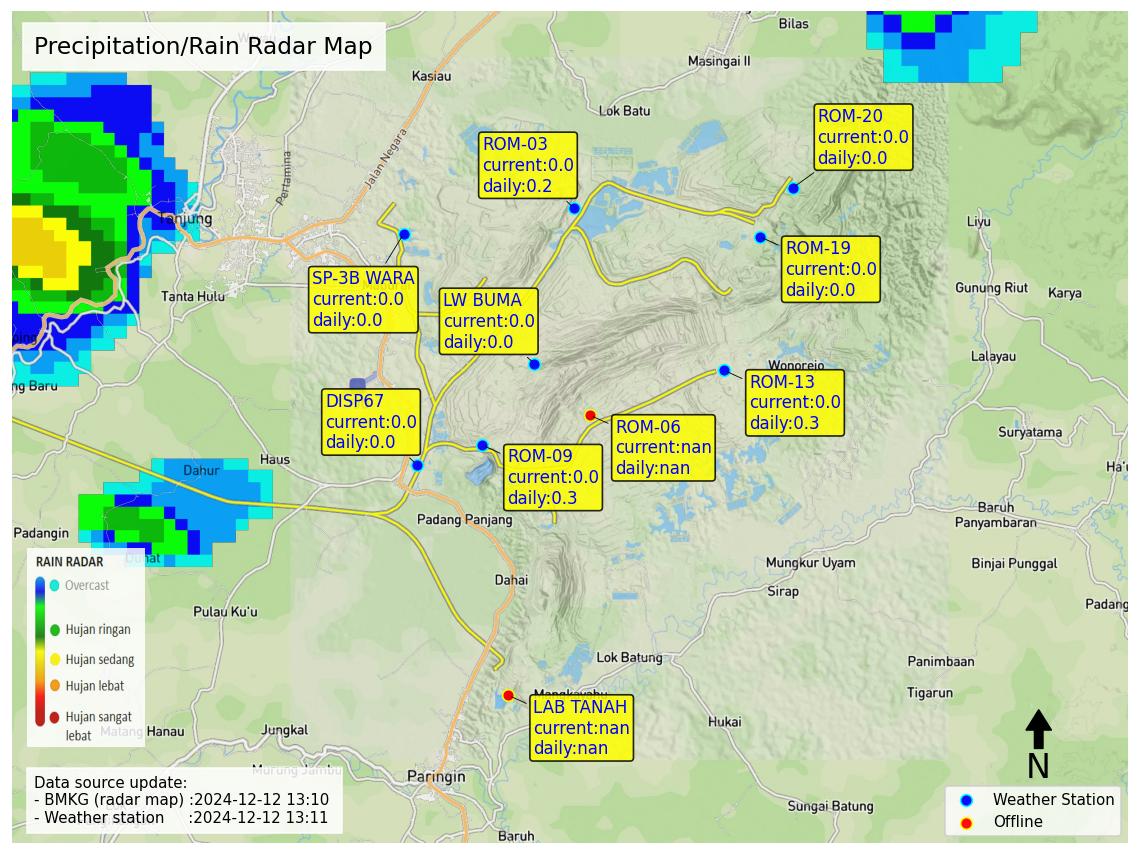 Precipitation/Rain Radar Map
Bilas
Masingai II
Kasiau
Lok Batu
ROM-20
current:0.0
daily:0.0
ROM-03
current:0.0
daily:0.2
Jalan Negara
Pertamina
Tanjung
Liyu
ROM-19
current:0.0
daily:0.0
SP-3B WARA
current:0.0
daily:0.0
LW BUMA
current:0.0
daily:0.0
Tanta Hulu
Gunung Riut
Karya
Lalayau
Wonorejo
ng Baru
ROM-13
current:0.0
daily:0.3
DISP67
current:0.0
daily:0.0
ROM-06
current:nan
daily:nan
Suryatama
ROM-09
current:0.0
daily:0.3
Haus
Dahur
Padang Panjang
Baruh
Panyambaran
Padangin
Mungkur Uyam
Binjai Punggal
Dahai
Sirap
Padang
Pulau Ku'u
RAIN RADAR
Overcast
Hujan ringan
Hujan sedang
Hujan lebat
Hujan sangat
lebat
Lok Batung
Panimbaan
Tigarun
LAB TANAH
current:nan
daily:nan
Hukai
Matang Hanau
Jungkal
Murung Jambu
Paringin
N
Data source update:
- BMKG (radar map) :2024-12-12 13:10
- Weather station :2024-12-12 13:11
Sungai Batung
Baruh
Weather Station
Offline